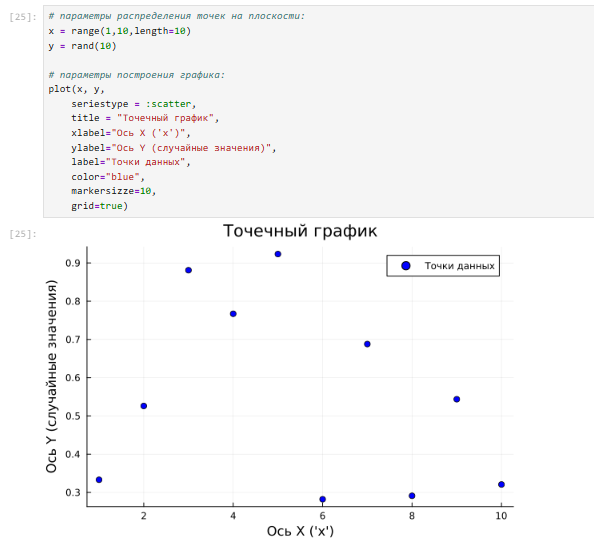 [25]: # параметры распределения точек на плоскости:
x = range(1,10,length=10)
y = rand(10)
# параметры построения графика:
plot(x, y,
seriestype = :scatter,
title = "Точечный график",
xlabel="Ось X ('x')",
ylabel="Ось Y (случайные значения)",
label="Точки данных",
color="blue",
markersizze=10,
grid=true)
[25]:
Точечный график
Точки данных
Ось Y (случайные значения)
0.9
0.8
0.7
0.6
0.5
0.4
0.3
2 4 6 8 10
Ось X ('x')